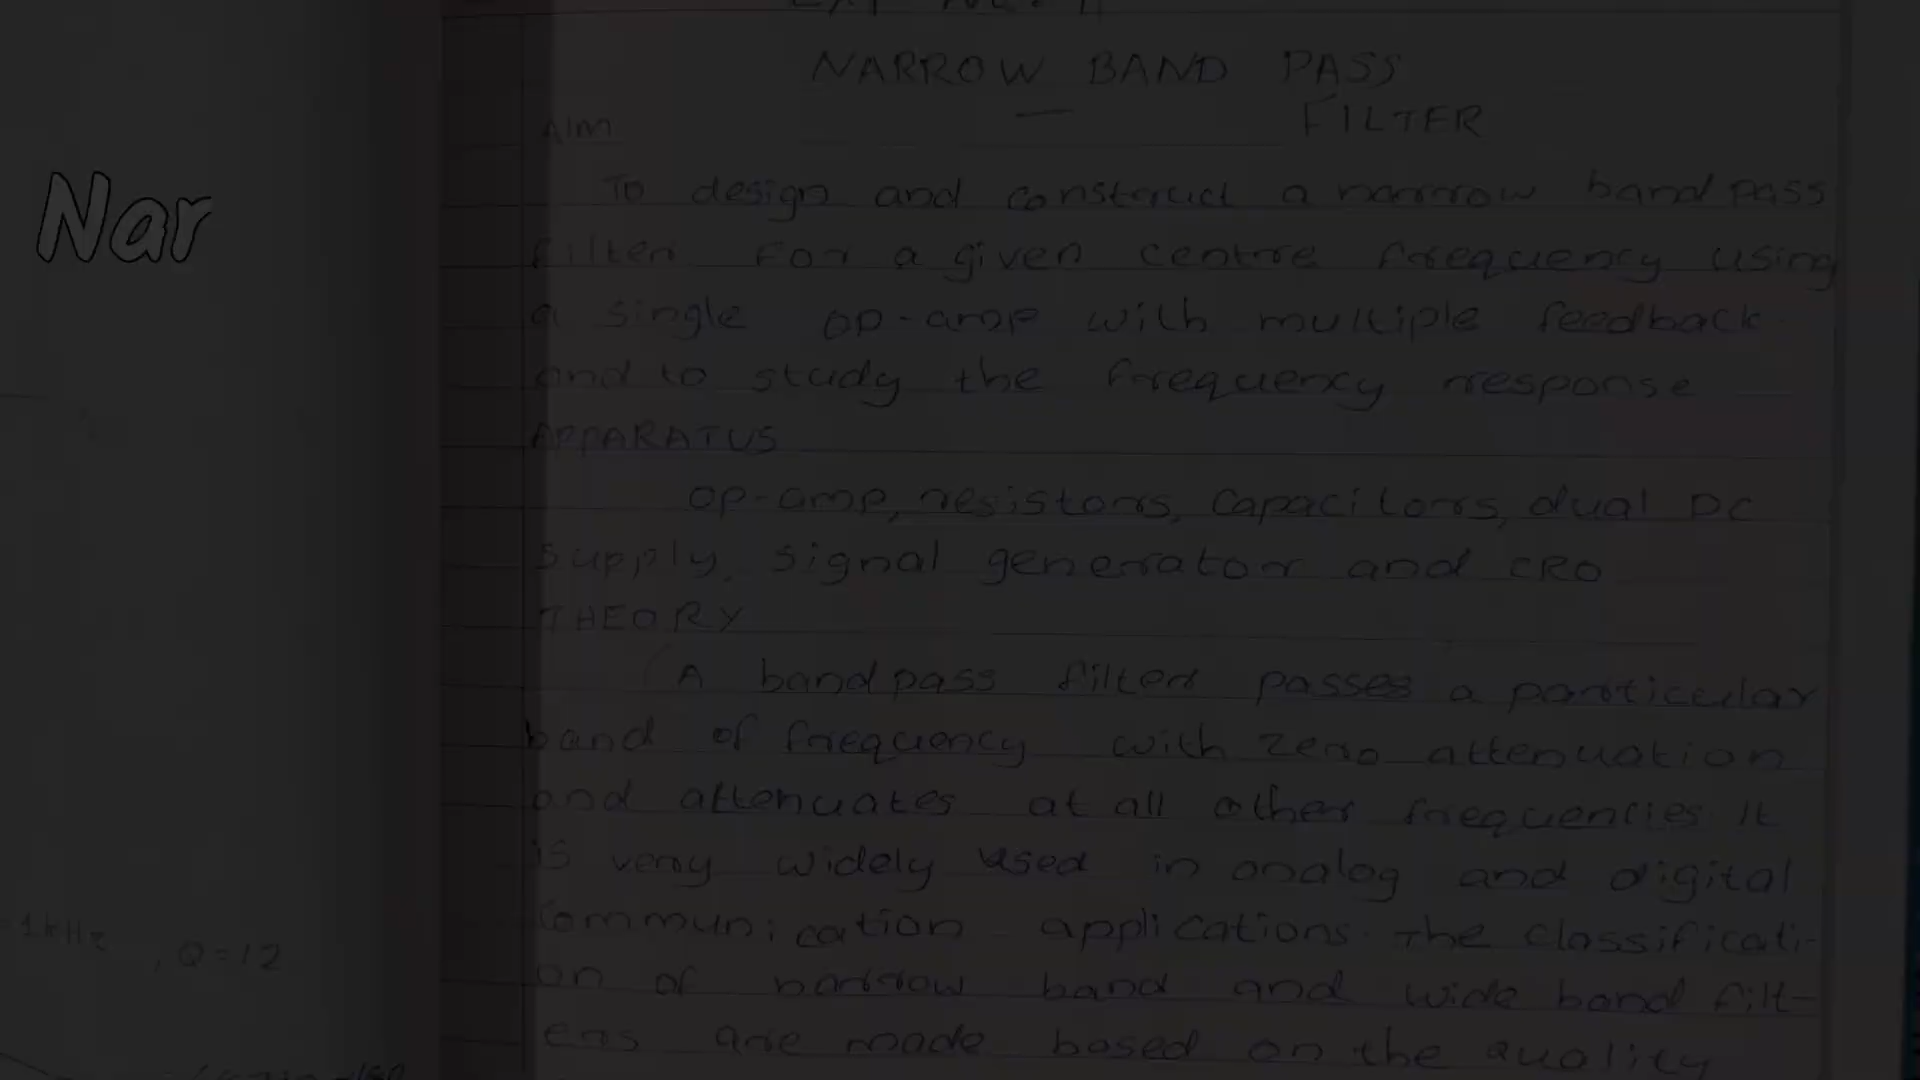 NARROW BAND PASS
FILTER
Aim
To design and construct a narrow band pass
filter for a given centre frequency using
a single op-amp with multiple feedback
and to study the frequency response
APPARATUS
op-amp, resistors, capacitors, dual DC
supply, signal generator and CRO
THEORY
A band pass filter passes a particular
band of frequency with zero attenuation
and attenuates at all other frequencies. It
is very widely used in analog and digital
communication applications. The classificati-
on of narrow band and wide band filt-
ers are made based on the quality
Nar
1kHz, Q=12